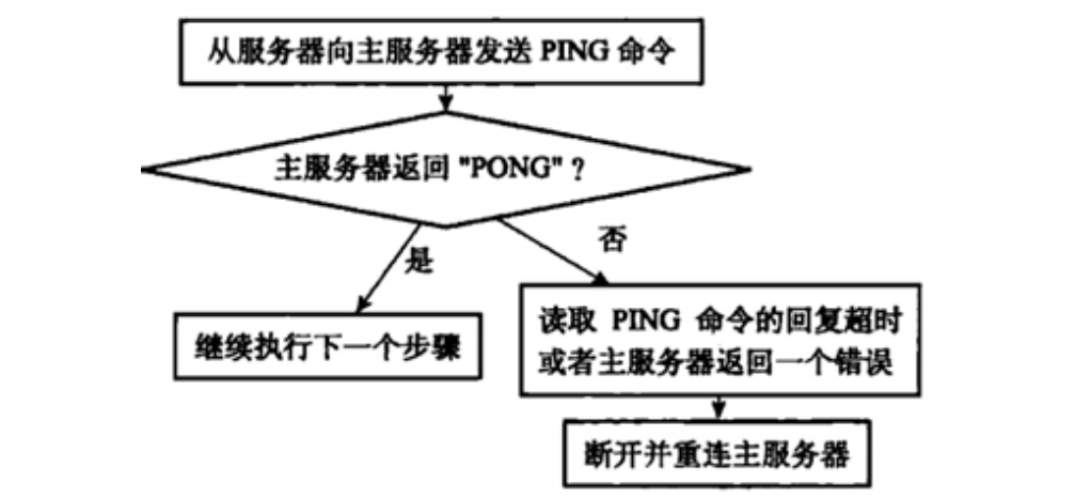 从服务器向主服务器发送 PING 命令
主服务器返回 "PONG" ?
是
否
继续执行下一个步骤
读取 PING 命令的回复超时
或者主服务器返回一个错误
断开并重连主服务器